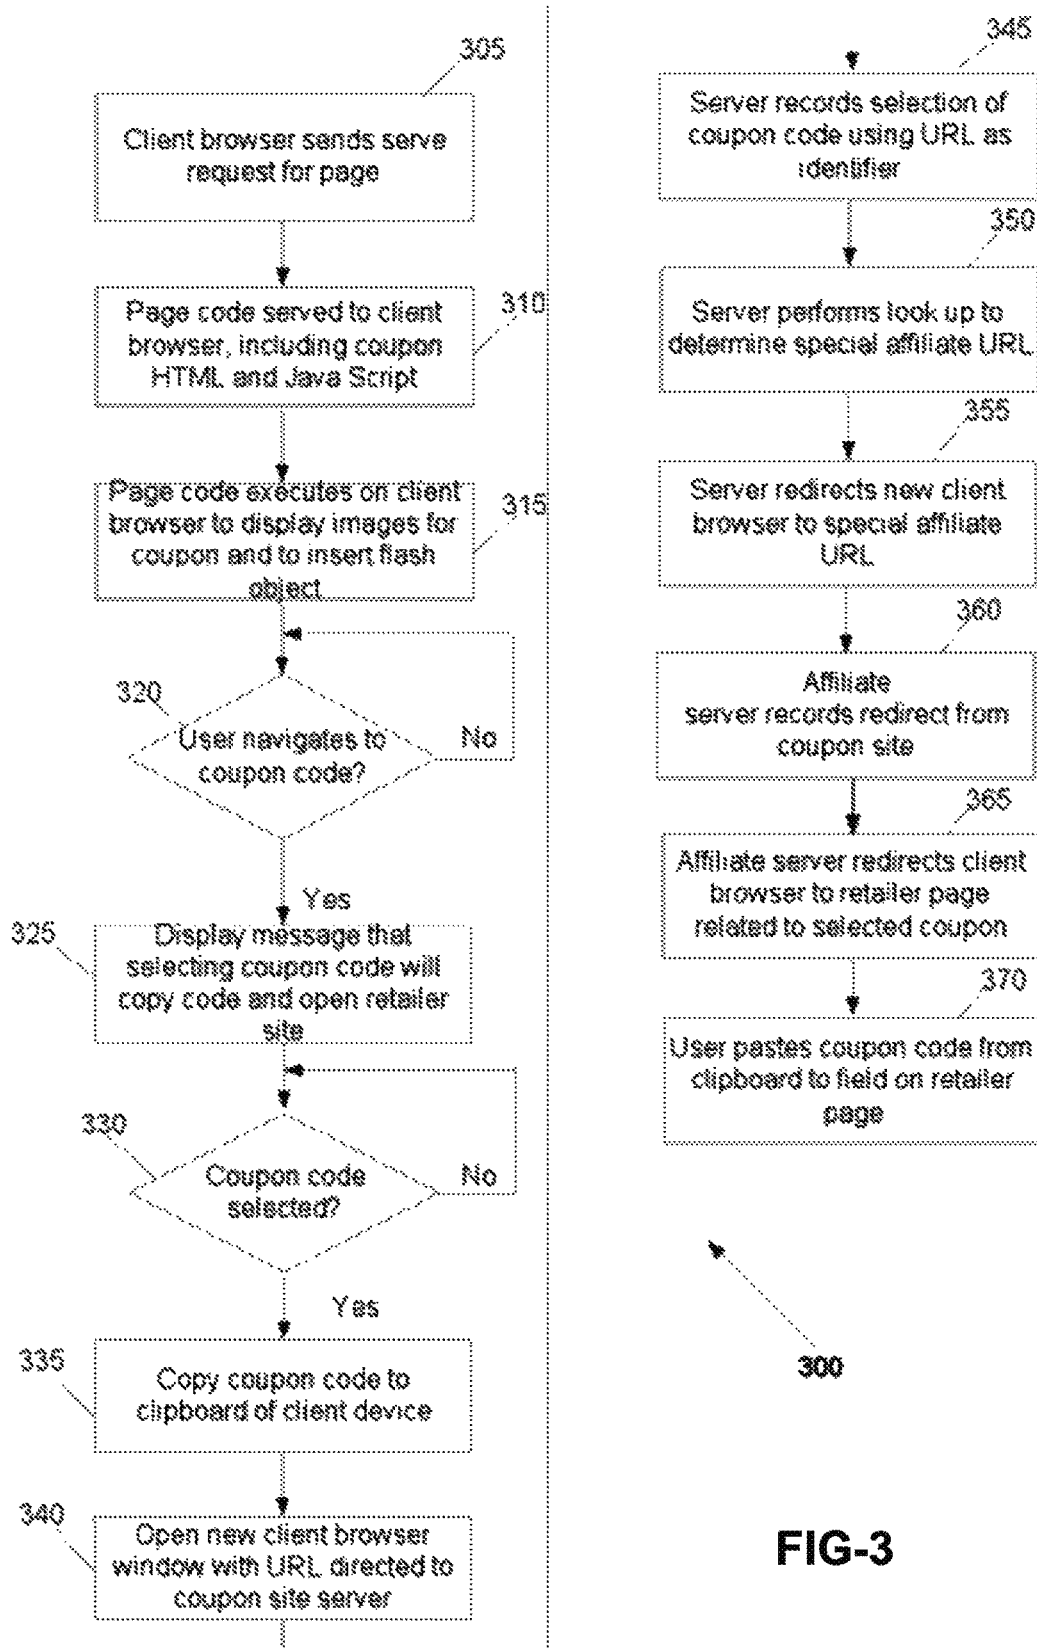 305
Client browser sends serve
request for page
Page code served to client
browser, including coupon
HTML and Java Script
310
Page code executes on client
browser to display images for
coupon and to insert flash
object
315
320
User navigates to
coupon code?
No
Yes
325
Display message that
selecting coupon code will
copy code and open retailer
site
330
Coupon code
selected?
No
Yes
335
Copy coupon code to
clipboard of client device
340
Open new client browser
window with URL directed to
coupon site server
345
Server records selection of
coupon code using URL as
identifier
350
Server performs look up to
determine special affiliate URL
355
Server redirects new client
browser to special affiliate
URL
360
Affiliate
server records redirect from
coupon site
365
Affiliate server redirects client
browser to retailer page
related to selected coupon
370
User pastes coupon code from
clipboard to field on retailer
page
300
FIG-3